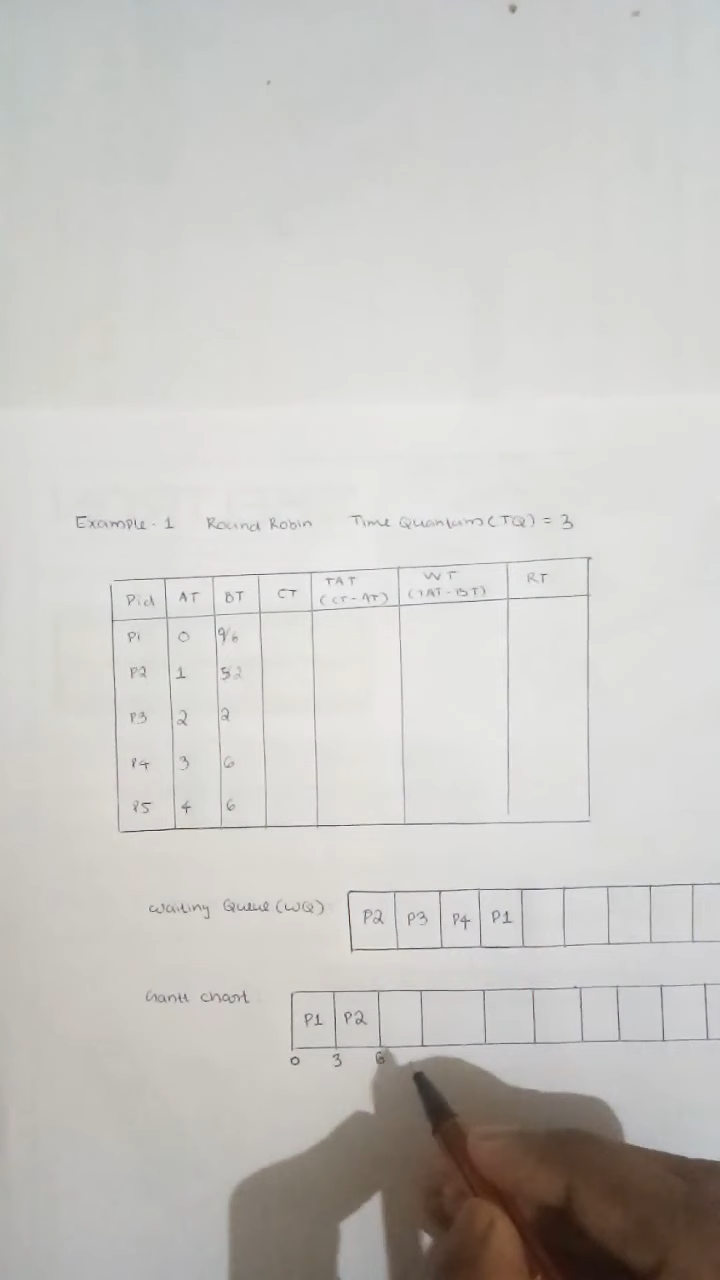 Example - 1 Round Robin Time Quantum (TQ) = 3
Pid AT BT CT TAT (CT - AT) WT (TAT - BT) RT
P1 0 9 6
P2 1 5 2
P3 2 2
P4 3 6
P5 4 6
Waiting Queue (WQ) P2 P3 P4 P1
Gantt chart P1 P2
0 3 6